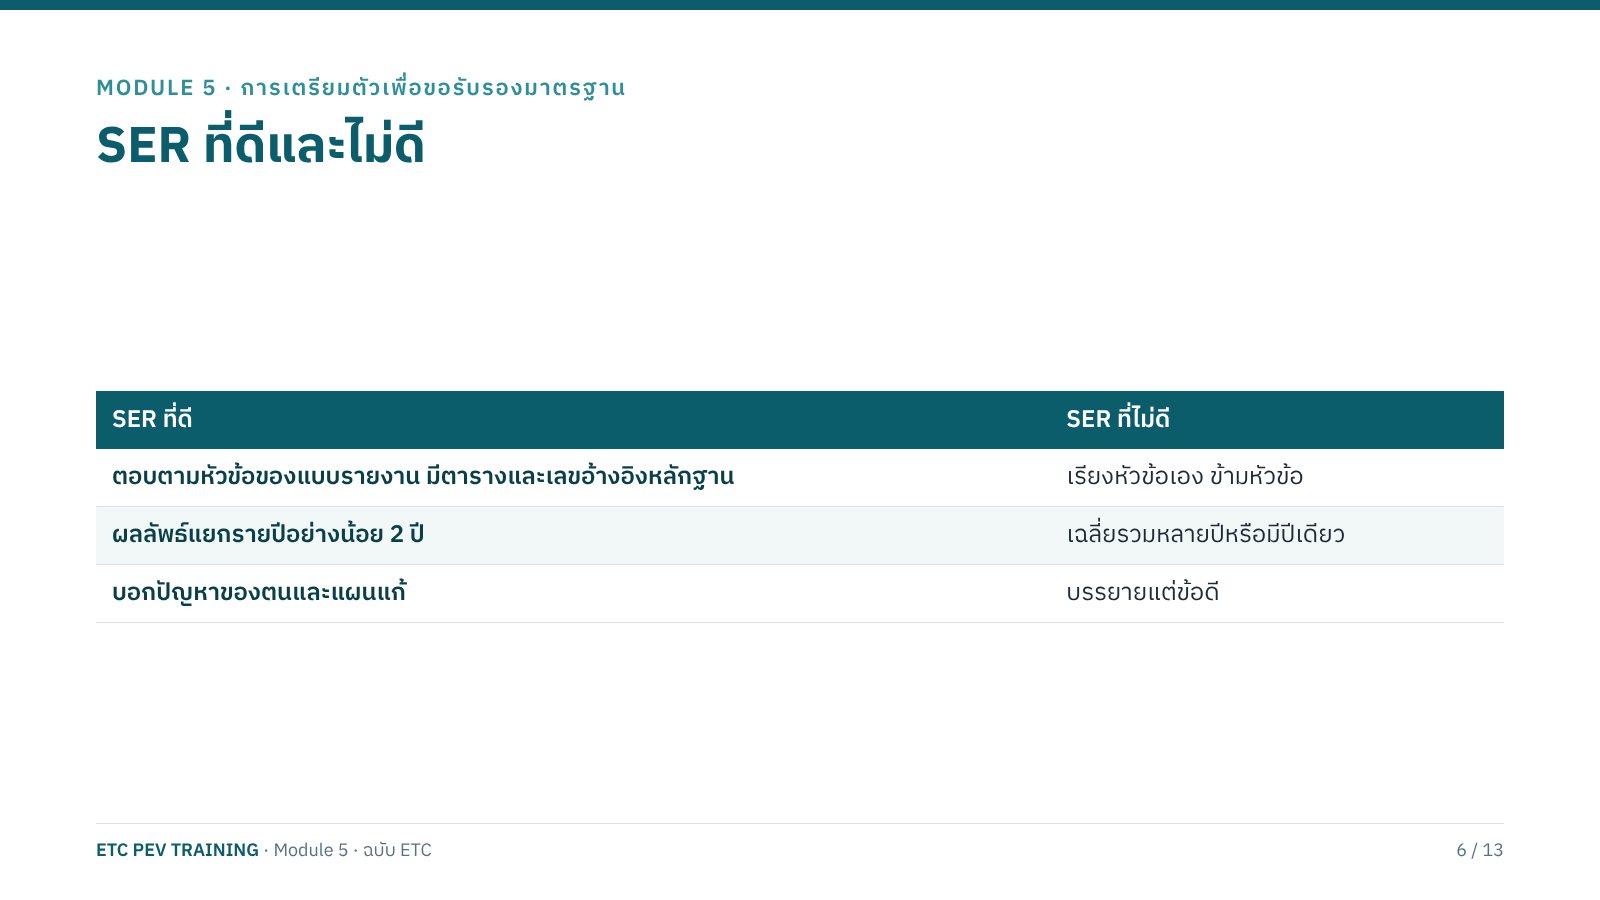 MODULE 5 · การเตรียมตัวเพื่อขอรับรองมาตรฐาน
SER ที่ดีและไม่ดี
SER ที่ดี SER ที่ไม่ดี
ตอบตามหัวข้อของแบบรายงาน มีตารางและเลขอ้างอิงหลักฐาน เรียงหัวข้อเอง ข้ามหัวข้อ
ผลลัพธ์แยกรายปีอย่างน้อย 2 ปี เฉลี่ยรวมหลายปีหรือมีปีเดียว
บอกปัญหาของตนและแผนแก้ บรรยายแต่ข้อดี
ETC PEV TRAINING · Module 5 · ฉบับ ETC 6 / 13